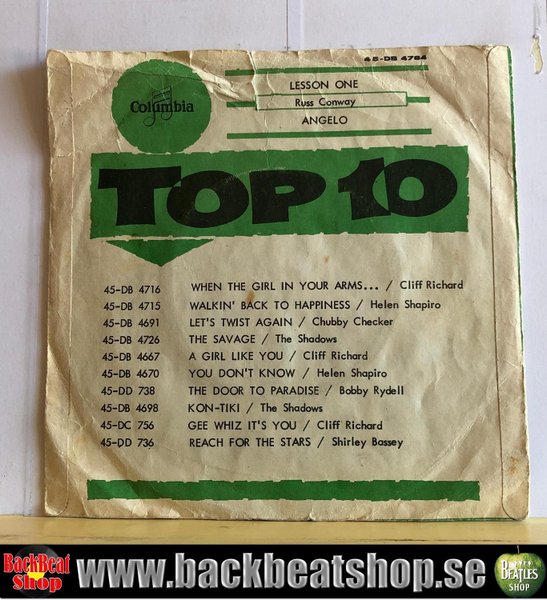 45-DB 4784
LESSON ONE
Russ Conway
ANGELO
Columbia
TOP 10
45-DB 4716 WHEN THE GIRL IN YOUR ARMS... / Cliff Richard
45-DB 4715 WALKIN' BACK TO HAPPINESS / Helen Shapiro
45-DB 4691 LET'S TWIST AGAIN / Chubby Checker
45-DB 4726 THE SAVAGE / The Shadows
45-DB 4667 A GIRL LIKE YOU / Cliff Richard
45-DB 4670 YOU DON'T KNOW / Helen Shapiro
45-DD 738 THE DOOR TO PARADISE / Bobby Rydell
45-DB 4698 KON-TIKI / The Shadows
45-DC 756 GEE WHIZ IT'S YOU / Cliff Richard
45-DD 736 REACH FOR THE STARS / Shirley Bassey
BackBeat
Shop
www.backbeatshop.se
BEATLES
SHOP